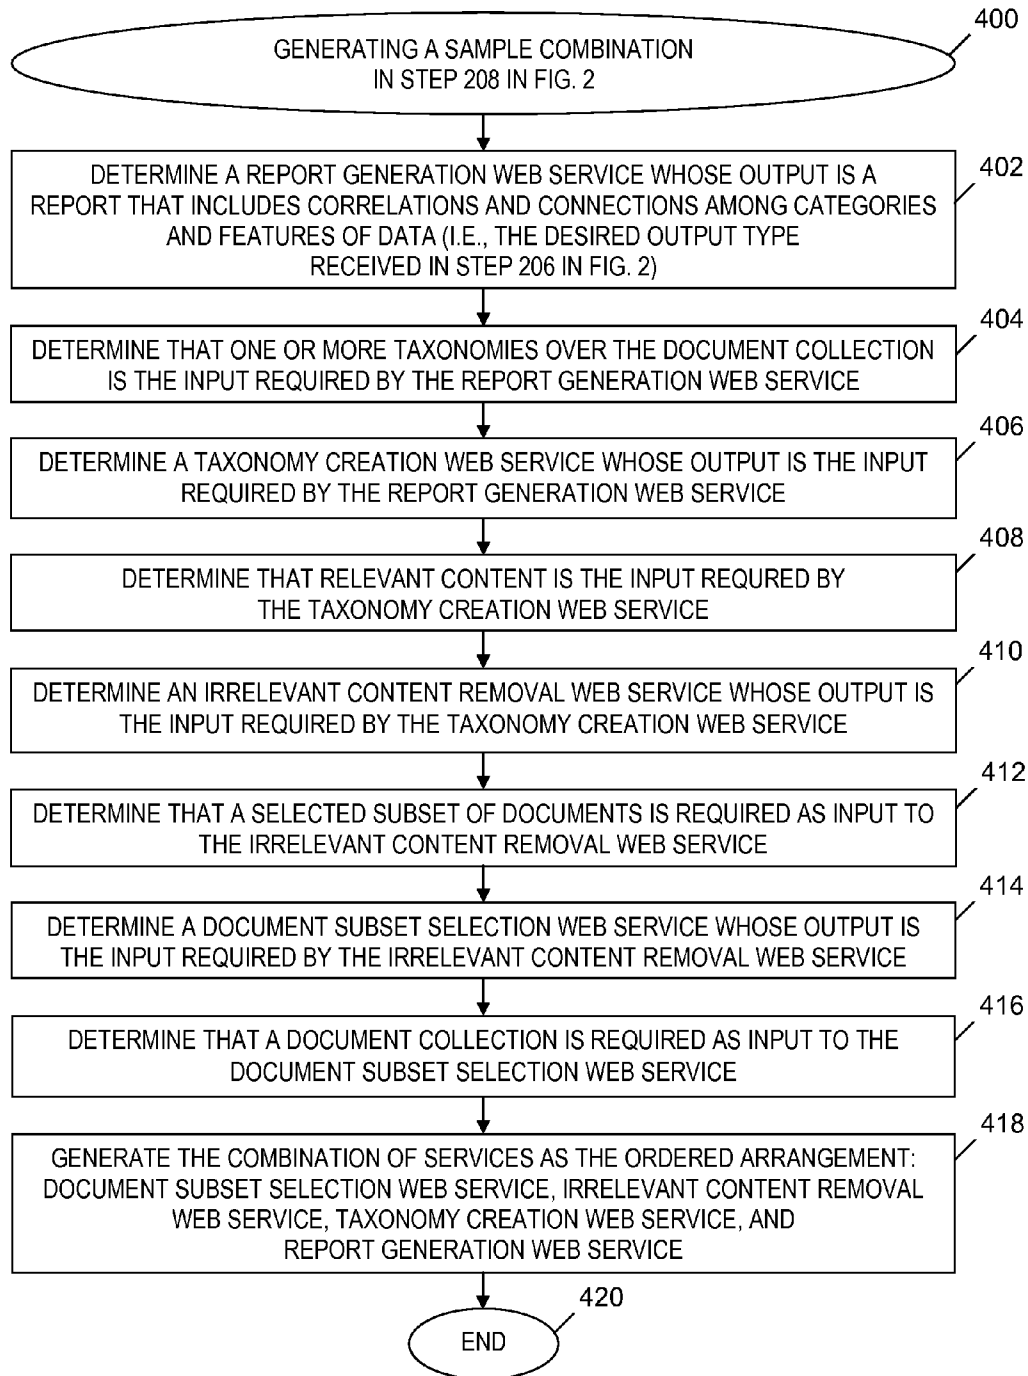 400
GENERATING A SAMPLE COMBINATION
IN STEP 208 IN FIG. 2
402
DETERMINE A REPORT GENERATION WEB SERVICE WHOSE OUTPUT IS A
REPORT THAT INCLUDES CORRELATIONS AND CONNECTIONS AMONG CATEGORIES
AND FEATURES OF DATA (I.E., THE DESIRED OUTPUT TYPE
RECEIVED IN STEP 206 IN FIG. 2)
404
DETERMINE THAT ONE OR MORE TAXONOMIES OVER THE DOCUMENT COLLECTION
IS THE INPUT REQUIRED BY THE REPORT GENERATION WEB SERVICE
406
DETERMINE A TAXONOMY CREATION WEB SERVICE WHOSE OUTPUT IS THE INPUT
REQUIRED BY THE REPORT GENERATION WEB SERVICE
408
DETERMINE THAT RELEVANT CONTENT IS THE INPUT REQURED BY
THE TAXONOMY CREATION WEB SERVICE
410
DETERMINE AN IRRELEVANT CONTENT REMOVAL WEB SERVICE WHOSE OUTPUT IS
THE INPUT REQUIRED BY THE TAXONOMY CREATION WEB SERVICE
412
DETERMINE THAT A SELECTED SUBSET OF DOCUMENTS IS REQUIRED AS INPUT TO
THE IRRELEVANT CONTENT REMOVAL WEB SERVICE
414
DETERMINE A DOCUMENT SUBSET SELECTION WEB SERVICE WHOSE OUTPUT IS
THE INPUT REQUIRED BY THE IRRELEVANT CONTENT REMOVAL WEB SERVICE
416
DETERMINE THAT A DOCUMENT COLLECTION IS REQUIRED AS INPUT TO THE
DOCUMENT SUBSET SELECTION WEB SERVICE
418
GENERATE THE COMBINATION OF SERVICES AS THE ORDERED ARRANGEMENT:
DOCUMENT SUBSET SELECTION WEB SERVICE, IRRELEVANT CONTENT REMOVAL
WEB SERVICE, TAXONOMY CREATION WEB SERVICE, AND
REPORT GENERATION WEB SERVICE
420
END